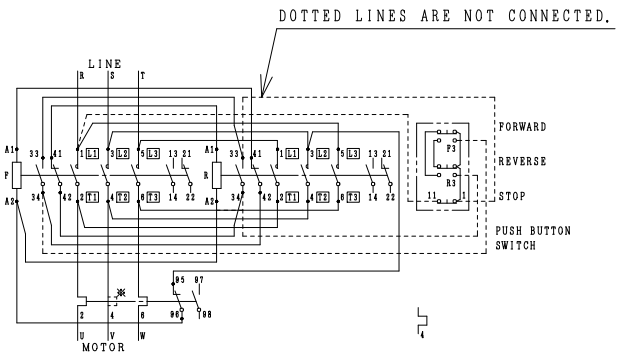 DOTTED LINES ARE NOT CONNECTED.
LINE
R S T
A1 33 41 1 L1 3 L2 5 L3 13 21 A1 33 41 1 L1 3 L2 5 L3 13 21
F R
A2 34 42 2 T1 4 T2 6 T3 14 22 A2 34 42 2 T1 4 T2 6 T3 14 22
FORWARD
F3
REVERSE
R3
STOP
11 1
PUSH BUTTON
SWITCH
95 97
2 4 6 96 98
U V W
MOTOR
4